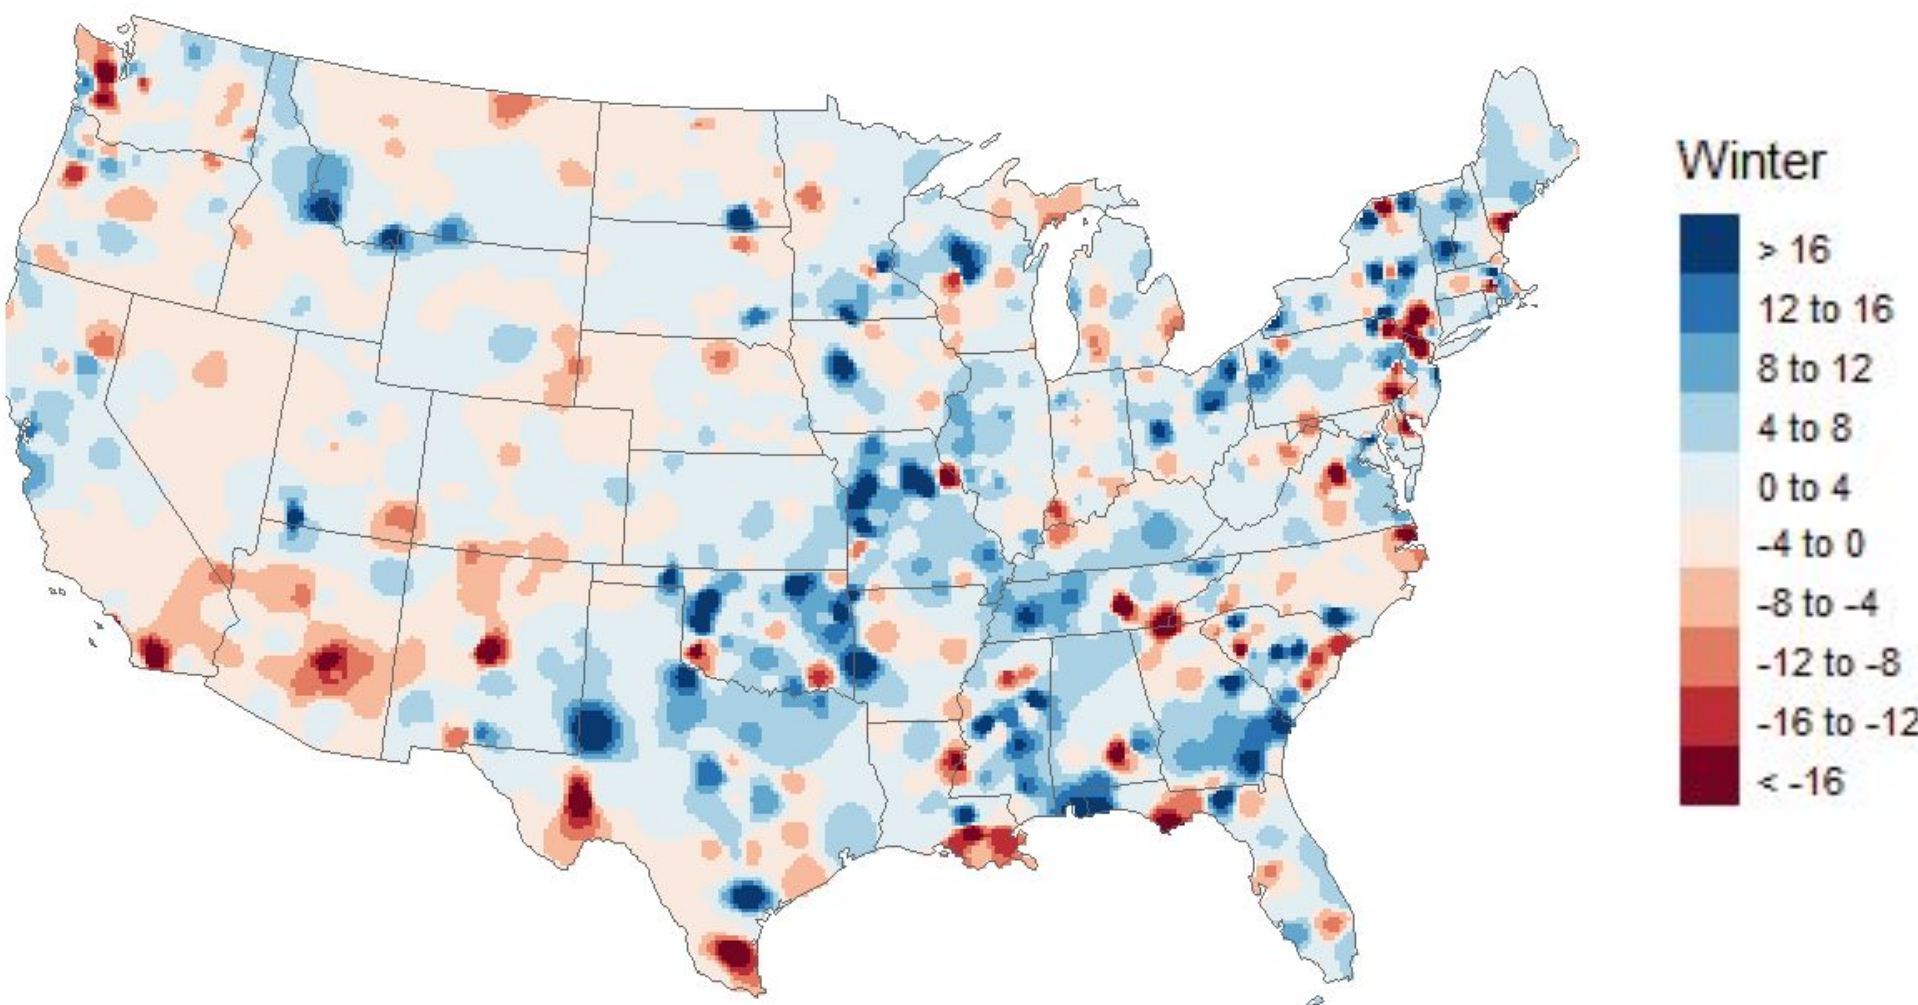 Winter
> 16
12 to 16
8 to 12
4 to 8
0 to 4
-4 to 0
-8 to -4
-12 to -8
-16 to -12
< -16